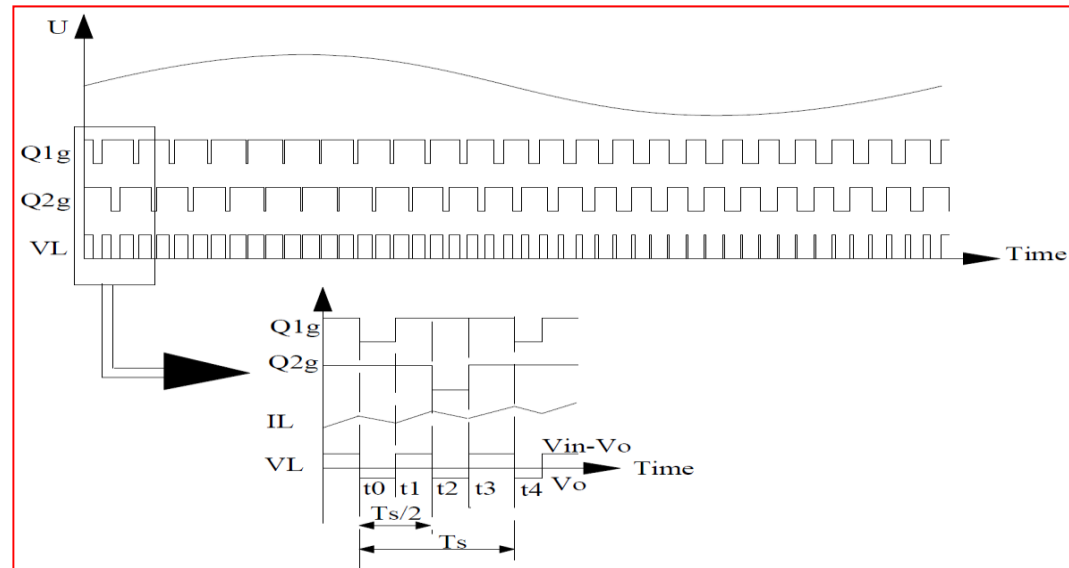 U
Q1g
Q2g
VL
Time
Q1g
Q2g
IL
VL
Vin-Vo
Time
t0 t1 t2 t3 t4 Vo
Ts/2
Ts